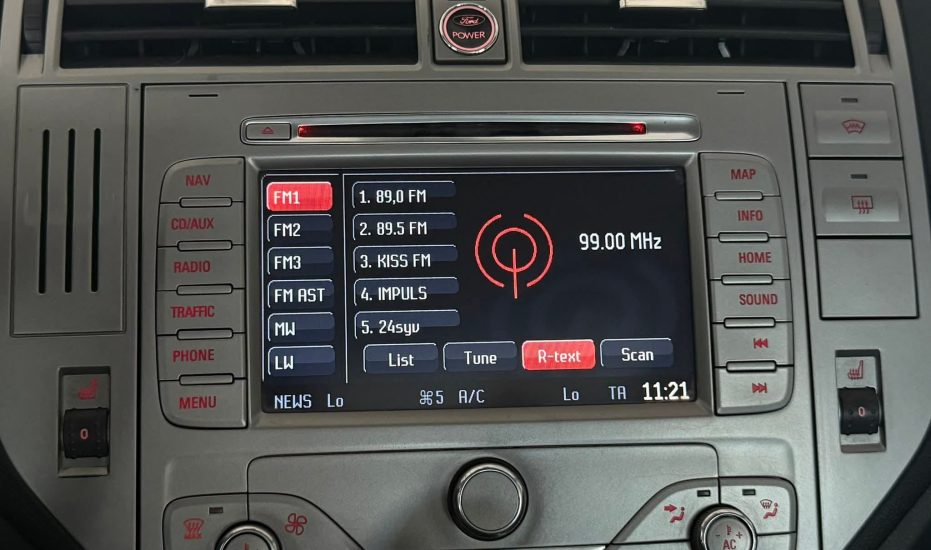 Ford
POWER
NAV
CD/AUX
RADIO
TRAFFIC
PHONE
MENU
FM1
FM2
FM3
FM AST
MW
LW
1. 89,0 FM
2. 89.5 FM
3. KISS FM
4. IMPULS
5. 24syv
99.00 MHz
List
Tune
R-text
Scan
NEWS Lo
5 A/C
Lo TA 11:21
MAP
INFO
HOME
SOUND
0
0
MAX
- +
AC